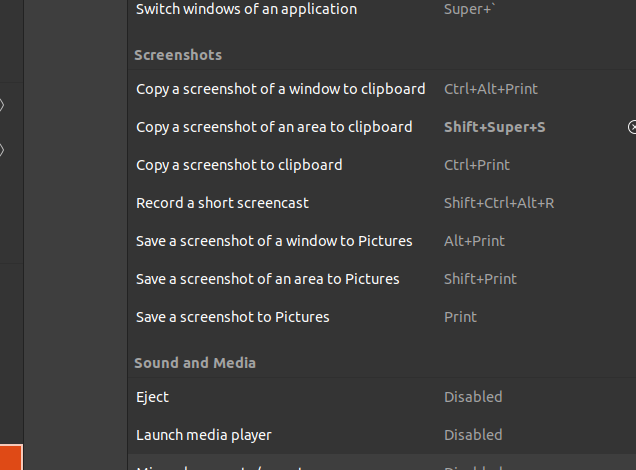 Switch windows of an application Super+`
Screenshots
Copy a screenshot of a window to clipboard Ctrl+Alt+Print
Copy a screenshot of an area to clipboard Shift+Super+S
Copy a screenshot to clipboard Ctrl+Print
Record a short screencast Shift+Ctrl+Alt+R
Save a screenshot of a window to Pictures Alt+Print
Save a screenshot of an area to Pictures Shift+Print
Save a screenshot to Pictures Print
Sound and Media
Eject Disabled
Launch media player Disabled